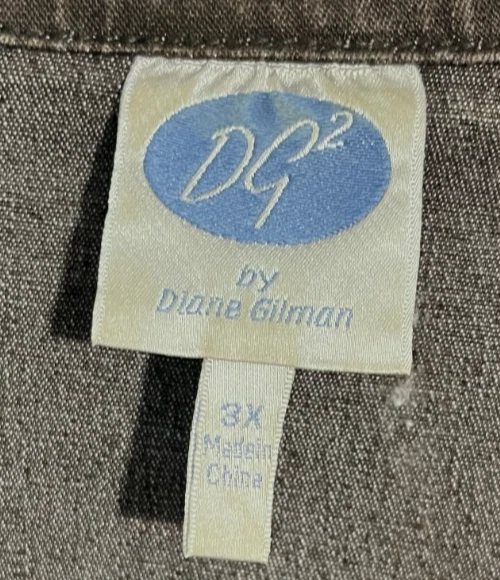 DG²
by
Diane Gilman
3X
Made in
China